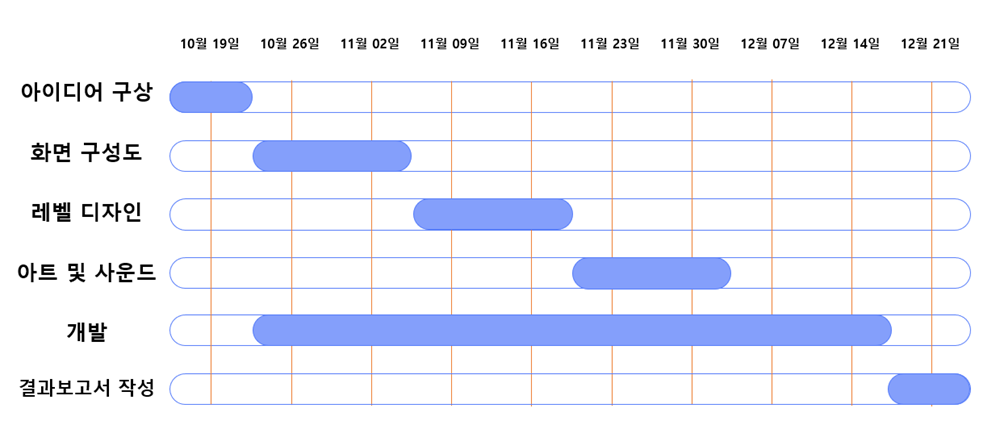 10월 19일 10월 26일 11월 02일 11월 09일 11월 16일 11월 23일 11월 30일 12월 07일 12월 14일 12월 21일
아이디어 구상
화면 구성도
레벨 디자인
아트 및 사운드
개발
결과보고서 작성